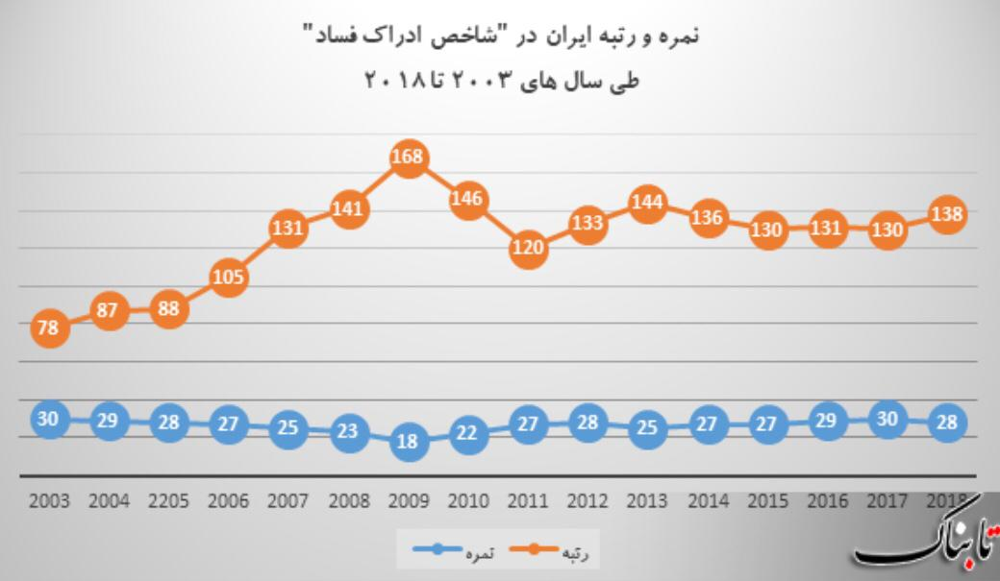 نمره و رتبه ایران در "شاخص ادراک فساد"
طی سال های ۲۰۰۳ تا ۲۰۱۸
78 87 88 105 131 141 168 146 120 133 144 136 130 131 130 138
30 29 28 27 25 23 18 22 27 28 25 27 27 29 30 28
2003 2004 2205 2006 2007 2008 2009 2010 2011 2012 2013 2014 2015 2016 2017 2018
رتبه نمره
تابناک